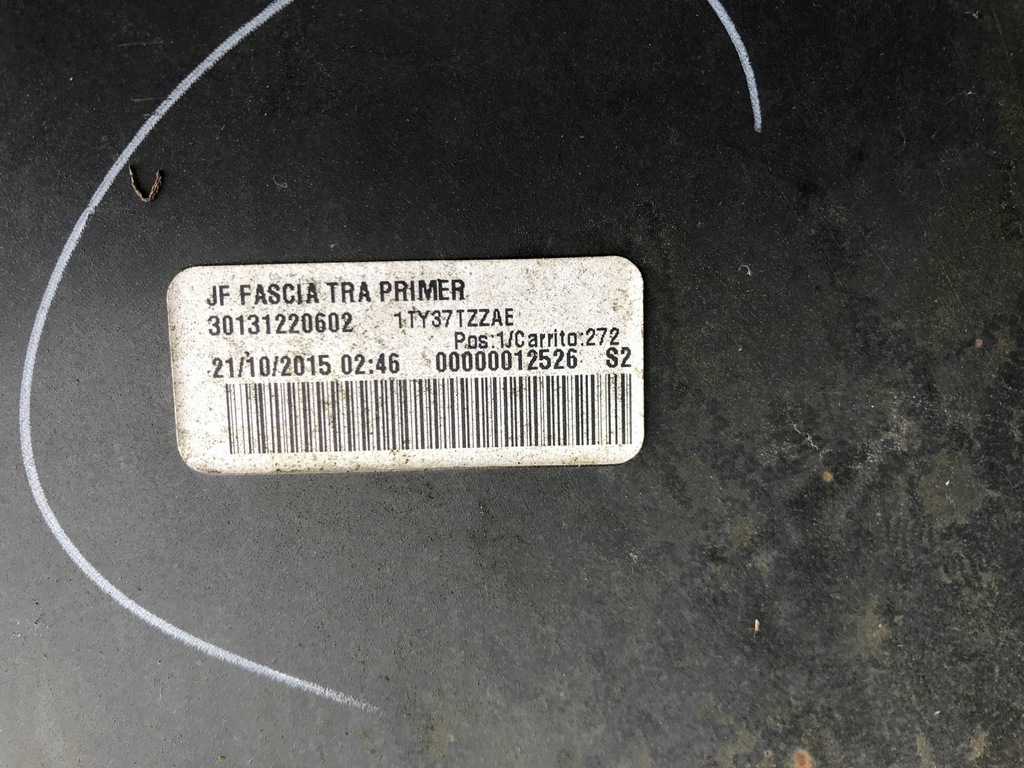 JF FASCIA TRA PRIMER
30131220602 1TY37TZZAE
Pos:1/Carrito:272
21/10/2015 02:46 00000012526 S2